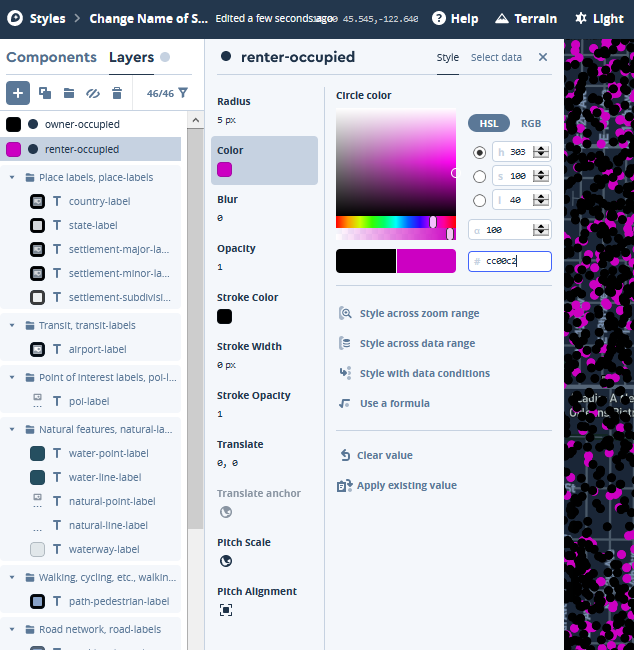 Styles
Change Name of S...
Edited a few seconds ago
45.545,-122.640
Help
Terrain
Light
Components
Layers
renter-occupied
Style
Select data
46/46
owner-occupied
renter-occupied
Place labels, place-labels
country-label
state-label
settlement-major-la...
settlement-minor-la...
settlement-subdivisi...
Transit, transit-labels
airport-label
Point of interest labels, poi-l...
poi-label
Natural features, natural-la...
water-point-label
water-line-label
natural-point-label
natural-line-label
waterway-label
Walking, cycling, etc., walkin...
path-pedestrian-label
Road network, road-labels
Radius
5 px
Color
Blur
0
Opacity
1
Stroke Color
Stroke Width
0 px
Stroke Opacity
1
Translate
0, 0
Translate anchor
Pitch Scale
Pitch Alignment
Circle color
HSL
RGB
h 303
s 100
l 40
α 100
# cc00c2
Style across zoom range
Style across data range
Style with data conditions
Use a formula
Clear value
Apply existing value